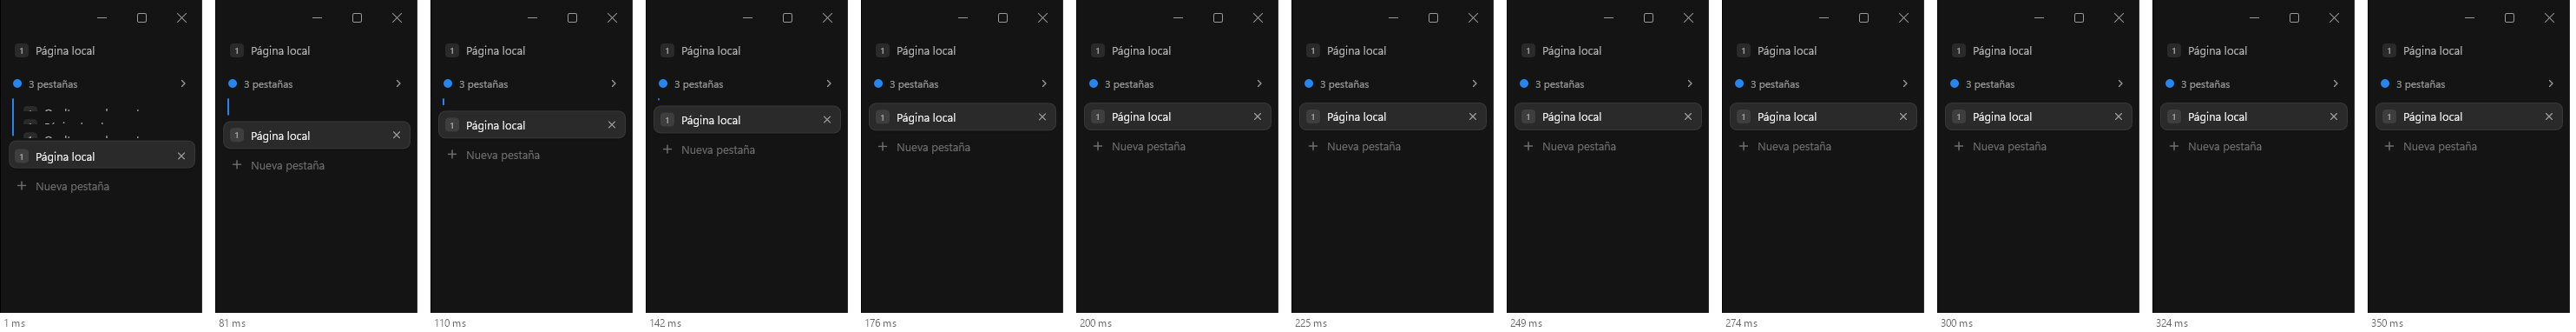 1 Página local
3 pestañas
1 Página local
Nueva pestaña
1 ms
1 Página local
3 pestañas
1 Página local
Nueva pestaña
81 ms
1 Página local
3 pestañas
1 Página local
Nueva pestaña
110 ms
1 Página local
3 pestañas
1 Página local
Nueva pestaña
142 ms
1 Página local
3 pestañas
1 Página local
Nueva pestaña
176 ms
1 Página local
3 pestañas
1 Página local
Nueva pestaña
200 ms
1 Página local
3 pestañas
1 Página local
Nueva pestaña
225 ms
1 Página local
3 pestañas
1 Página local
Nueva pestaña
249 ms
1 Página local
3 pestañas
1 Página local
Nueva pestaña
274 ms
1 Página local
3 pestañas
1 Página local
Nueva pestaña
300 ms
1 Página local
3 pestañas
1 Página local
Nueva pestaña
324 ms
1 Página local
3 pestañas
1 Página local
Nueva pestaña
350 ms